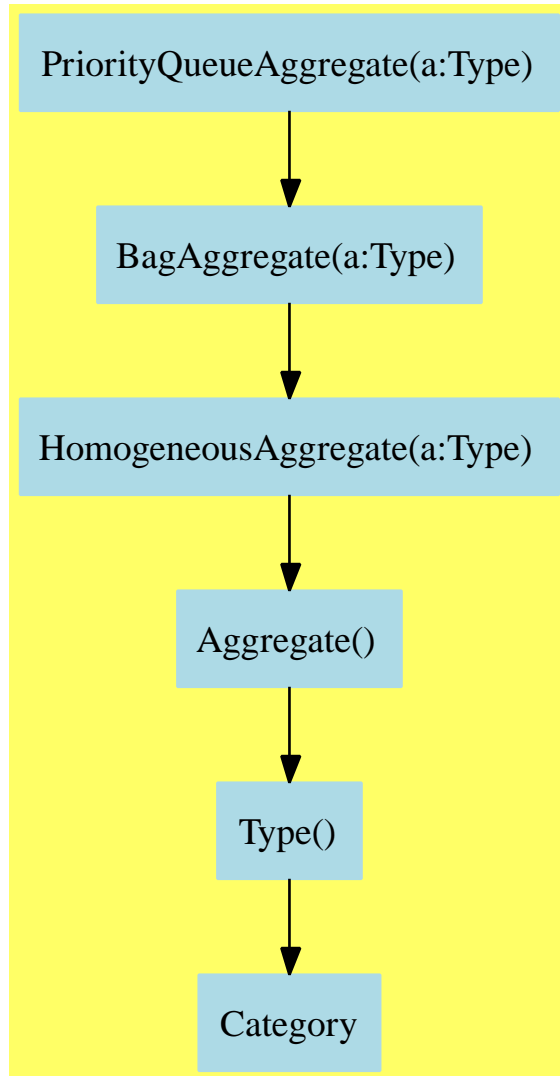 PriorityQueueAggregate(a:Type)
BagAggregate(a:Type)
HomogeneousAggregate(a:Type)
Aggregate()
Type()
Category